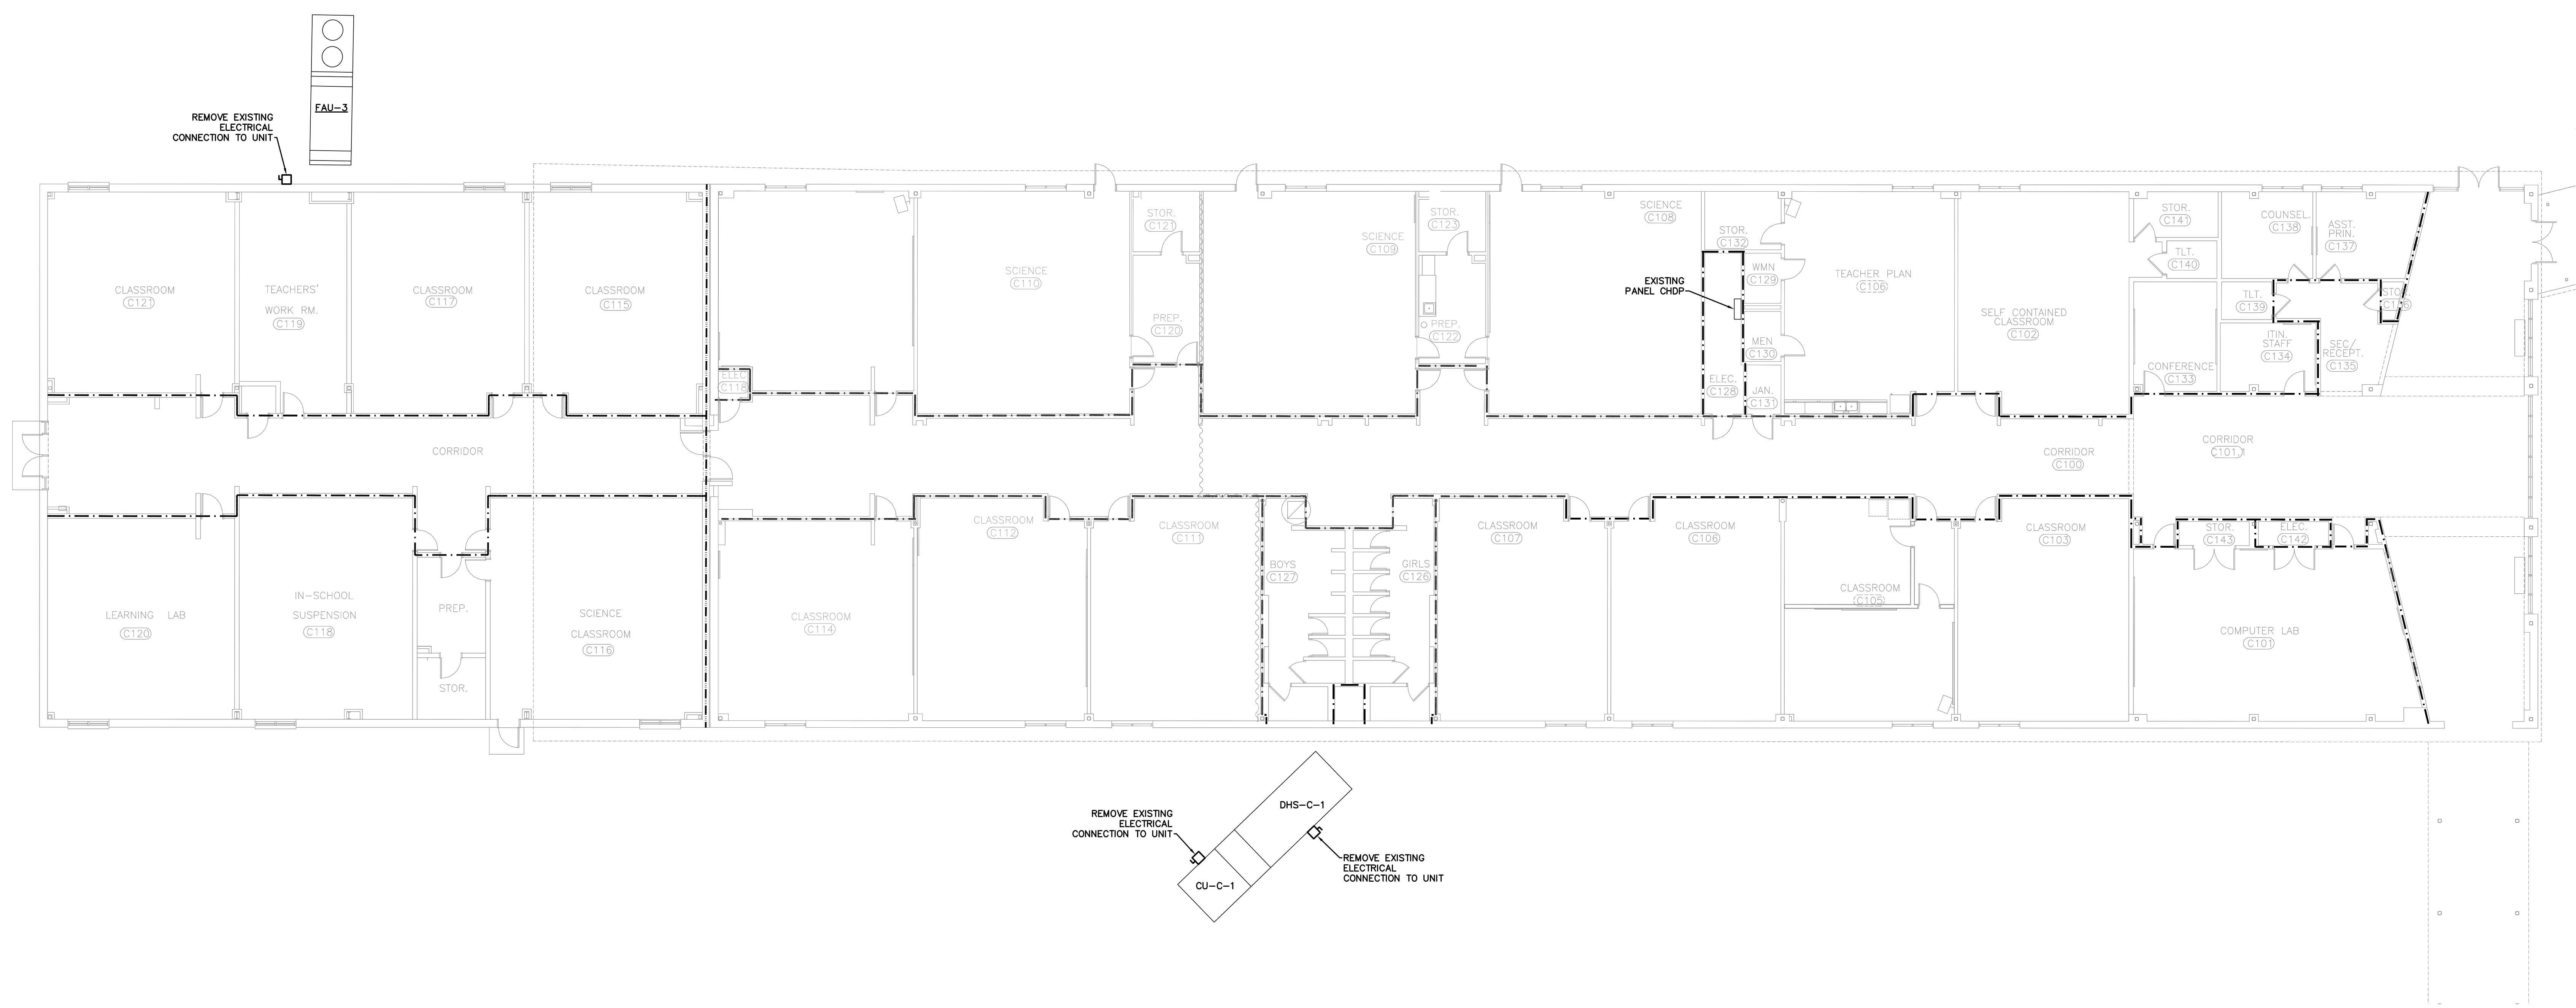 FAU-3
REMOVE EXISTING
ELECTRICAL
CONNECTION TO UNIT
CLASSROOM
C121
TEACHERS'
WORK RM.
C119
CLASSROOM
C117
CLASSROOM
C115
SCIENCE
C110
STOR.
C121
PREP.
C120
SCIENCE
C109
STOR.
C123
PREP.
C122
SCIENCE
C108
STOR.
C132
WMN
C129
EXISTING
PANEL CHDP
MEN
C130
ELEC.
C128
JAN.
C131
TEACHER PLAN
C106
SELF CONTAINED
CLASSROOM
C102
STOR.
C141
TLT.
C140
COUNSEL.
C138
ASST.
PRIN.
C137
TLT.
C139
STOR.
ITIN.
STAFF
C134
SEC/
RECEPT.
C135
CONFERENCE
C133
ELEC.
C118
CORRIDOR
CORRIDOR
C100
CORRIDOR
C101.1
LEARNING LAB
C120
IN-SCHOOL
SUSPENSION
C118
PREP.
STOR.
SCIENCE
CLASSROOM
C116
CLASSROOM
C114
CLASSROOM
C112
CLASSROOM
C111
BOYS
C127
GIRLS
C126
CLASSROOM
C107
CLASSROOM
C106
CLASSROOM
C105
CLASSROOM
C103
STOR.
C143
ELEC.
C142
COMPUTER LAB
C101
DHS-C-1
REMOVE EXISTING
ELECTRICAL
CONNECTION TO UNIT
REMOVE EXISTING
ELECTRICAL
CONNECTION TO UNIT
CU-C-1